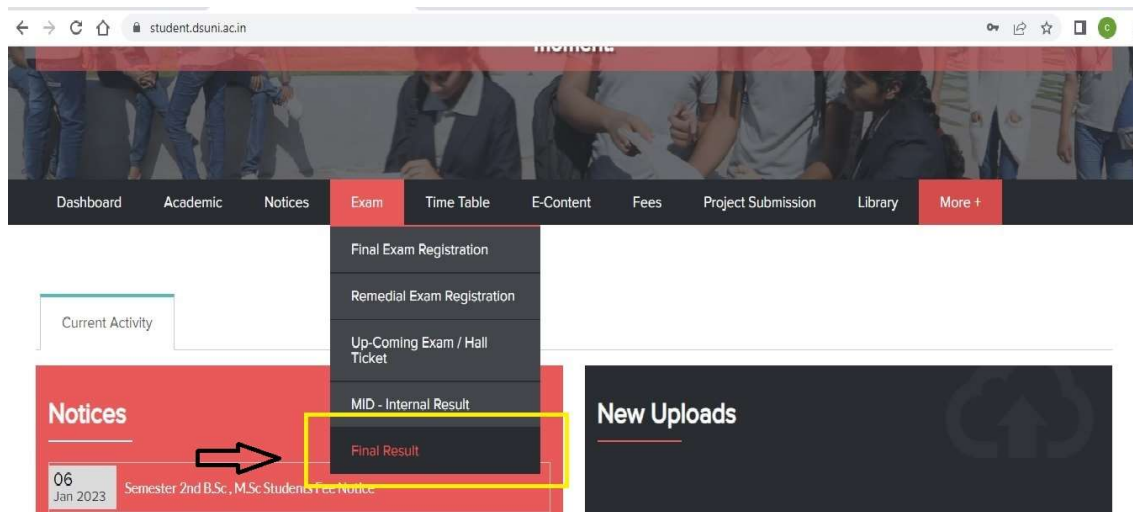 student.dsuni.ac.in
Dashboard Academic Notices Exam Time Table E-Content Fees Project Submission Library More +
Final Exam Registration
Remedial Exam Registration
Up-Coming Exam / Hall
Ticket
MID - Internal Result
Final Result
Current Activity
Notices
06
Jan 2023
Semester 2nd B.Sc , M.Sc Students Fee Notice
New Uploads